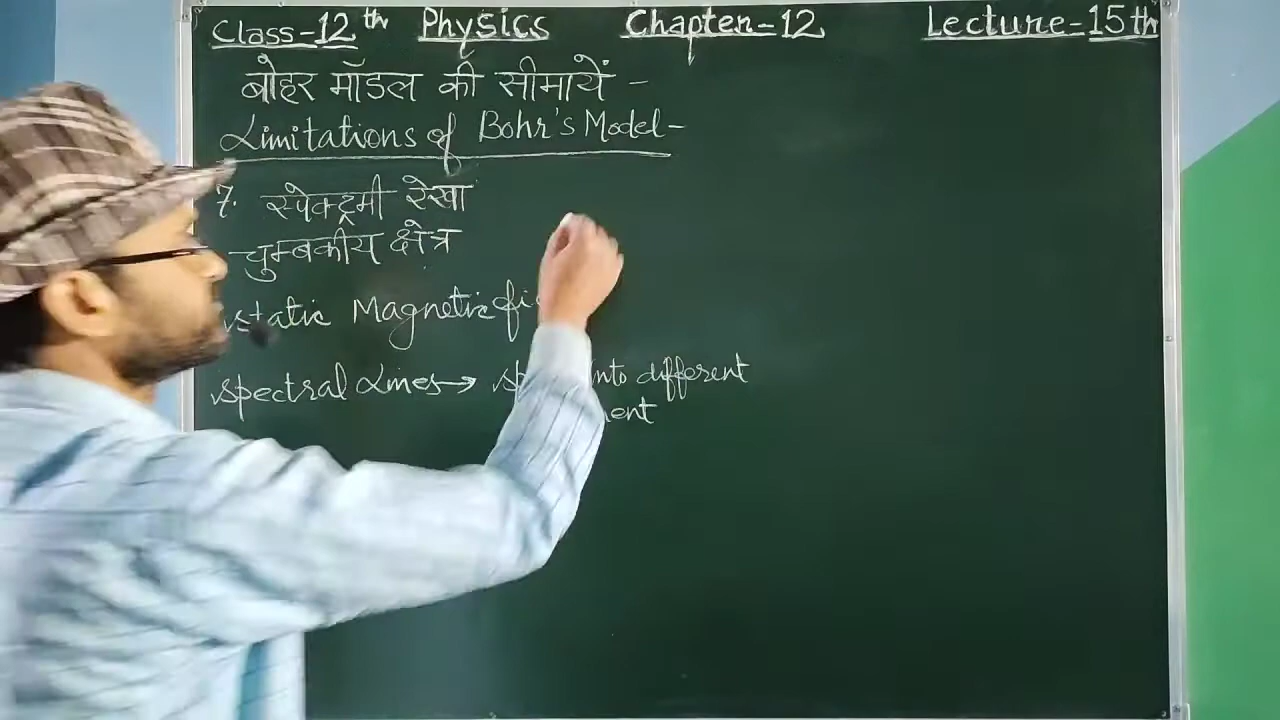 Class-12th Physics Chapter-12 Lecture-15th
बोहर मॉडल की सीमायें -
Limitations of Bohr's Model-
7. स्पेक्ट्रमी रेखा
चुम्बकीय क्षेत्र
static Magnetic
spectral Lines→ into different